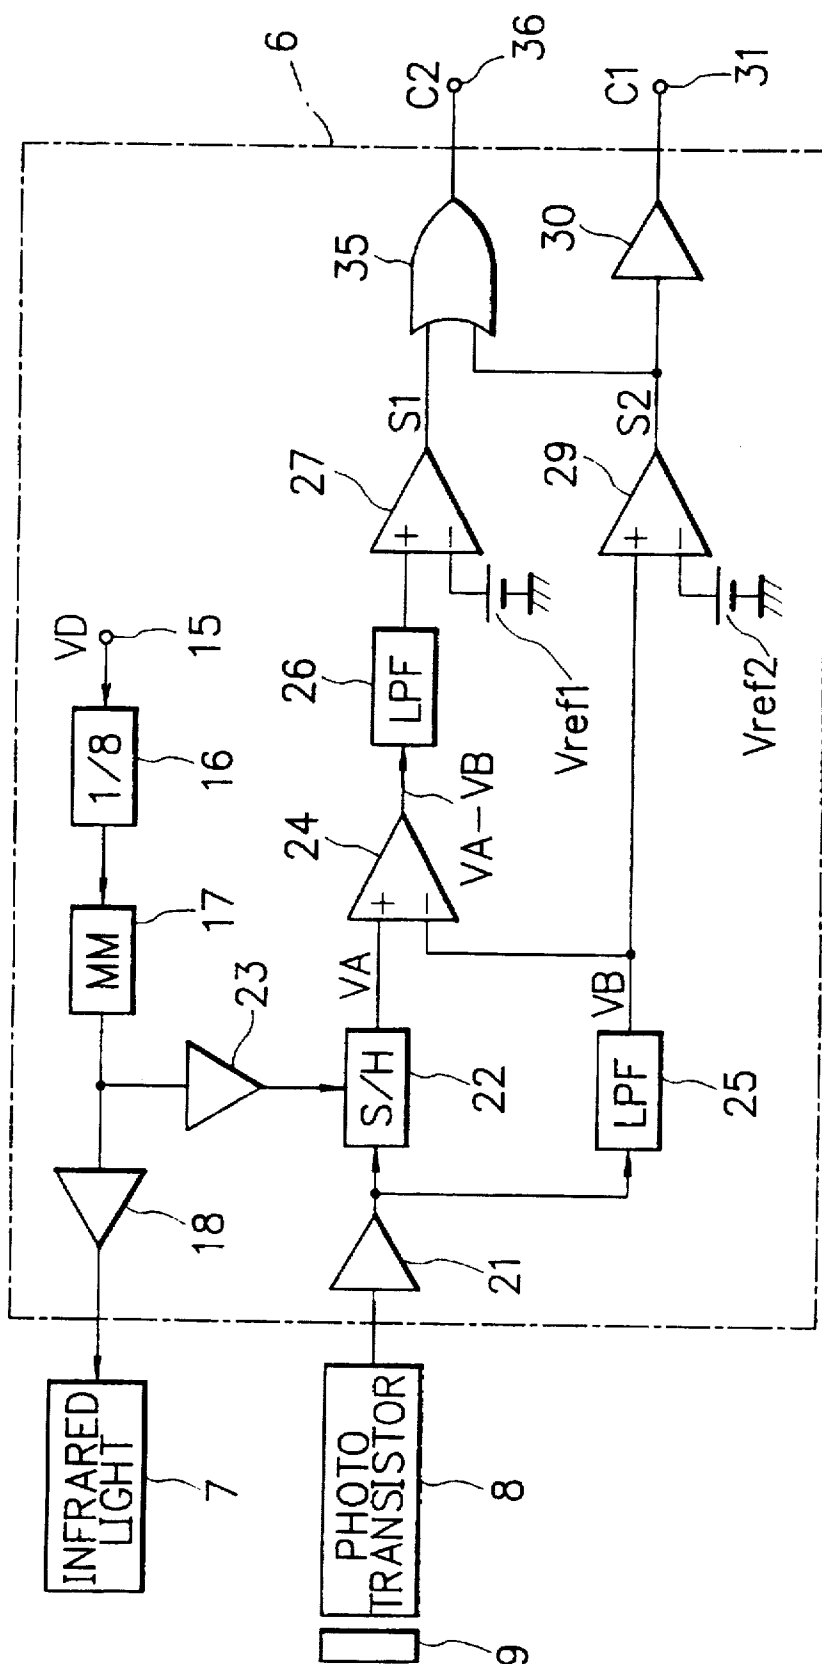 6
INFRARED
LIGHT
7
18
MM
17
1/8
16
VD
15
23
PHOTO
TRANSISTOR
8
9
21
S/H
22
VA
24
+
−
VA−VB
LPF
26
27
+
−
Vref1
S1
35
C2
36
LPF
25
VB
29
+
−
Vref2
S2
30
C1
31